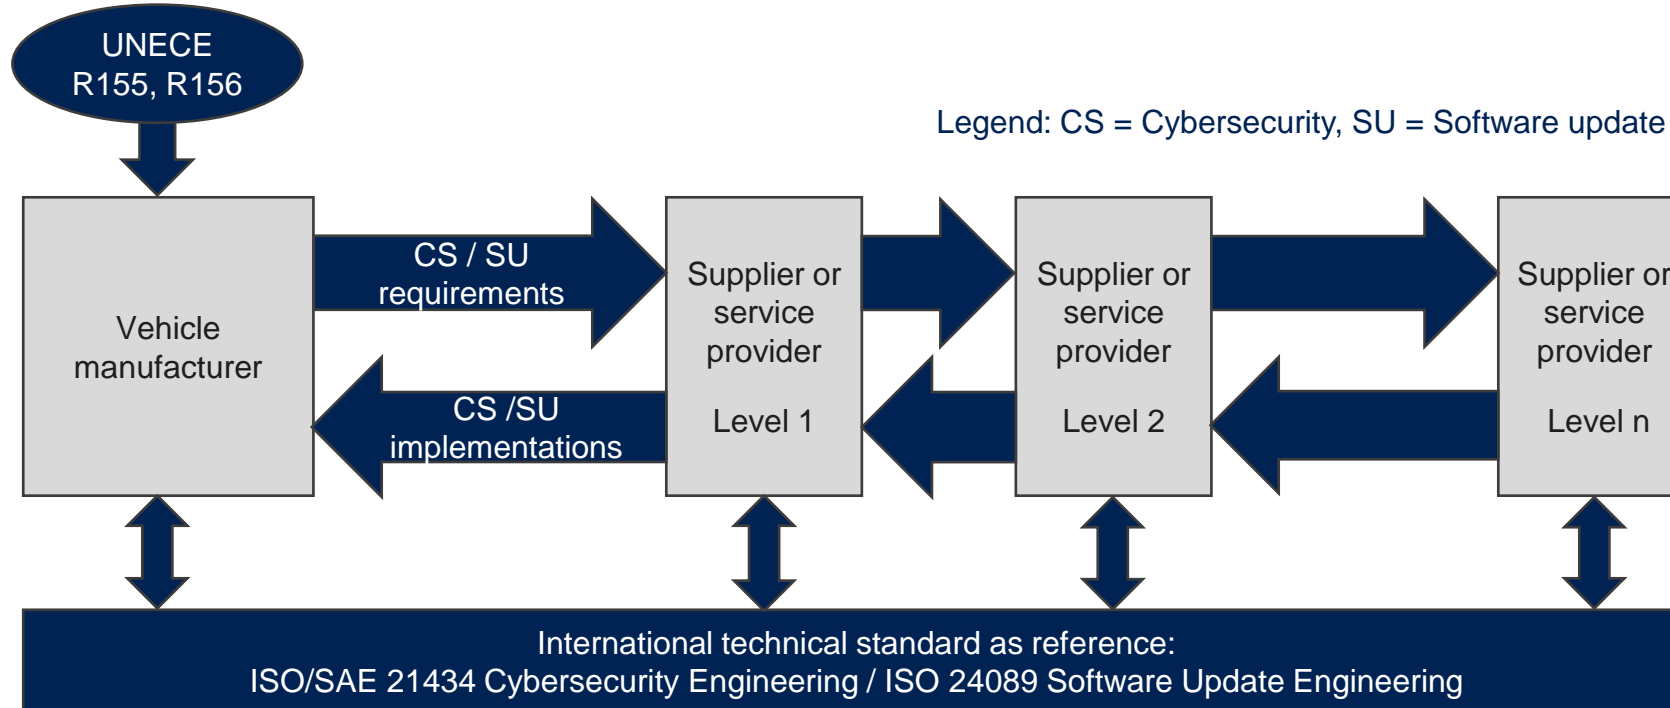 UNECE
R155, R156
Legend: CS = Cybersecurity, SU = Software update
Vehicle
manufacturer
CS / SU
requirements
CS /SU
implementations
Supplier or
service
provider
Level 1
Supplier or
service
provider
Level 2
Supplier or
service
provider
Level n
International technical standard as reference:
ISO/SAE 21434 Cybersecurity Engineering / ISO 24089 Software Update Engineering